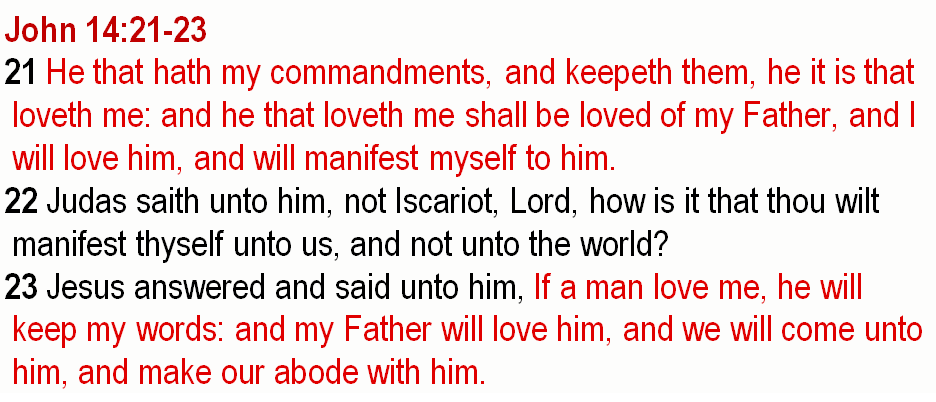 John 14:21-23
21 He that hath my commandments, and keepeth them, he it is that
loveth me: and he that loveth me shall be loved of my Father, and I
will love him, and will manifest myself to him.
22 Judas saith unto him, not Iscariot, Lord, how is it that thou wilt
manifest thyself unto us, and not unto the world?
23 Jesus answered and said unto him, If a man love me, he will
keep my words: and my Father will love him, and we will come unto
him, and make our abode with him.